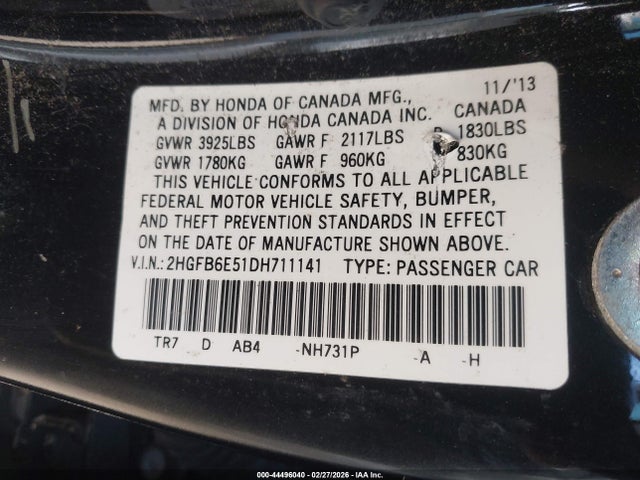 11/'13
MFD. BY HONDA OF CANADA MFG., CANADA
A DIVISION OF HONDA CANADA INC.
GVWR 3925LBS GAWR F 2117LBS R 1830LBS
GVWR 1780KG GAWR F 960KG 830KG
THIS VEHICLE CONFORMS TO ALL APPLICABLE
FEDERAL MOTOR VEHICLE SAFETY, BUMPER,
AND THEFT PREVENTION STANDARDS IN EFFECT
ON THE DATE OF MANUFACTURE SHOWN ABOVE.
V.I.N.:2HGFB6E51DH711141 TYPE: PASSENGER CAR
TR7 D AB4 -NH731P -A -H
000-44496040 - 02/27/2026 - IAA Inc.